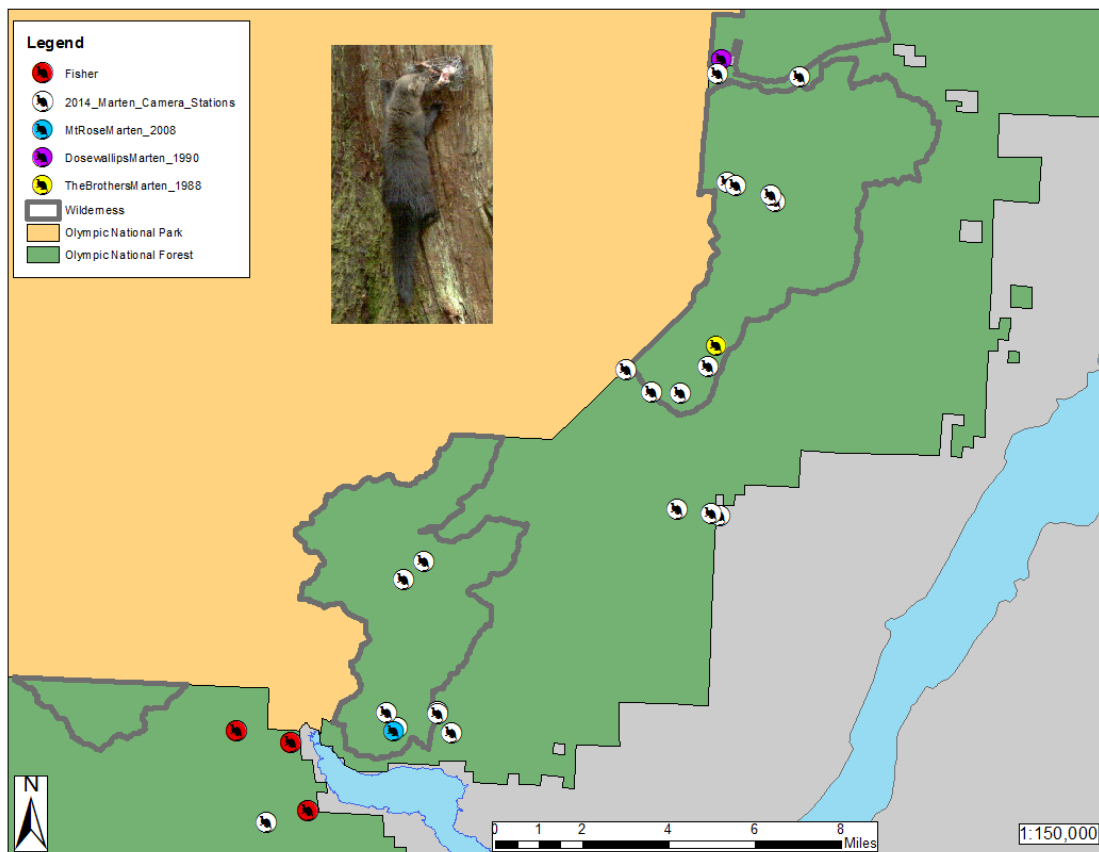 Legend
Fisher
2014_Marten_Camera_Stations
MtRoseMarten_2008
DosewallipsMarten_1990
TheBrothersMarten_1988
Wilderness
Olympic National Park
Olympic National Forest
N
0 1 2 4 6 8
Miles
1:150,000